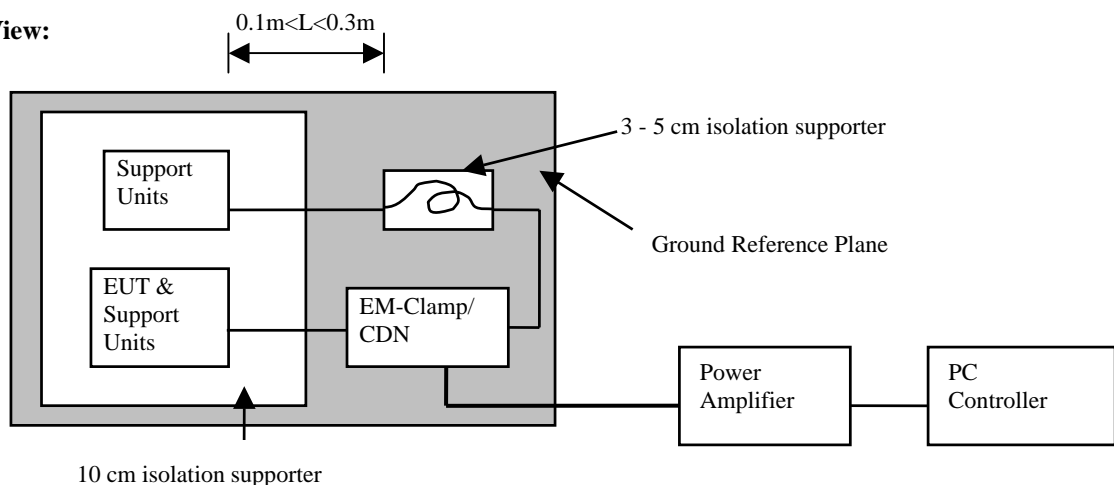 View:
0.1m<L<0.3m
3 - 5 cm isolation supporter
Support
Units
Ground Reference Plane
EUT &
Support
Units
EM-Clamp/
CDN
Power
Amplifier
PC
Controller
10 cm isolation supporter